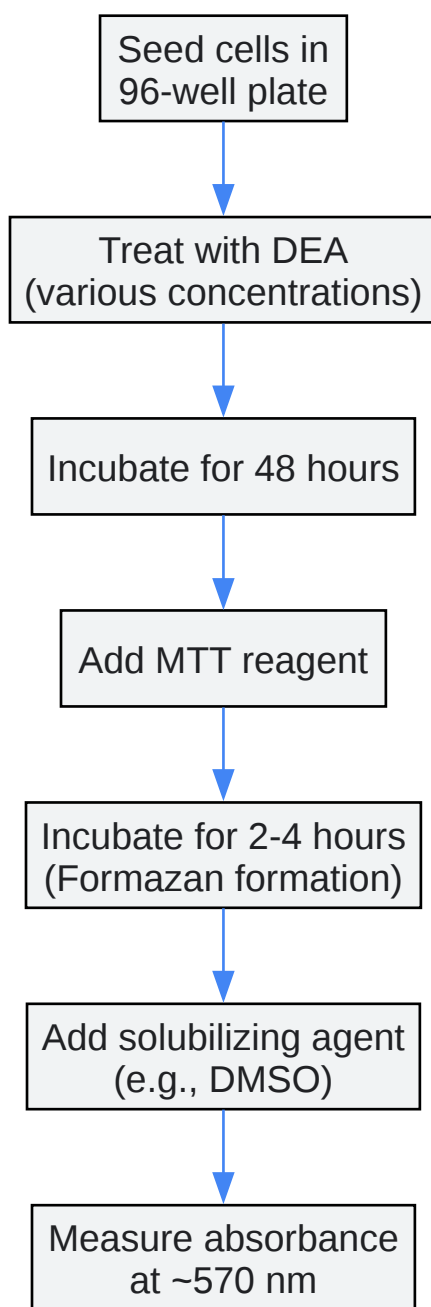 Seed cells in
96-well plate
Treat with DEA
(various concentrations)
Incubate for 48 hours
Add MTT reagent
Incubate for 2-4 hours
(Formazan formation)
Add solubilizing agent
(e.g., DMSO)
Measure absorbance
at ~570 nm